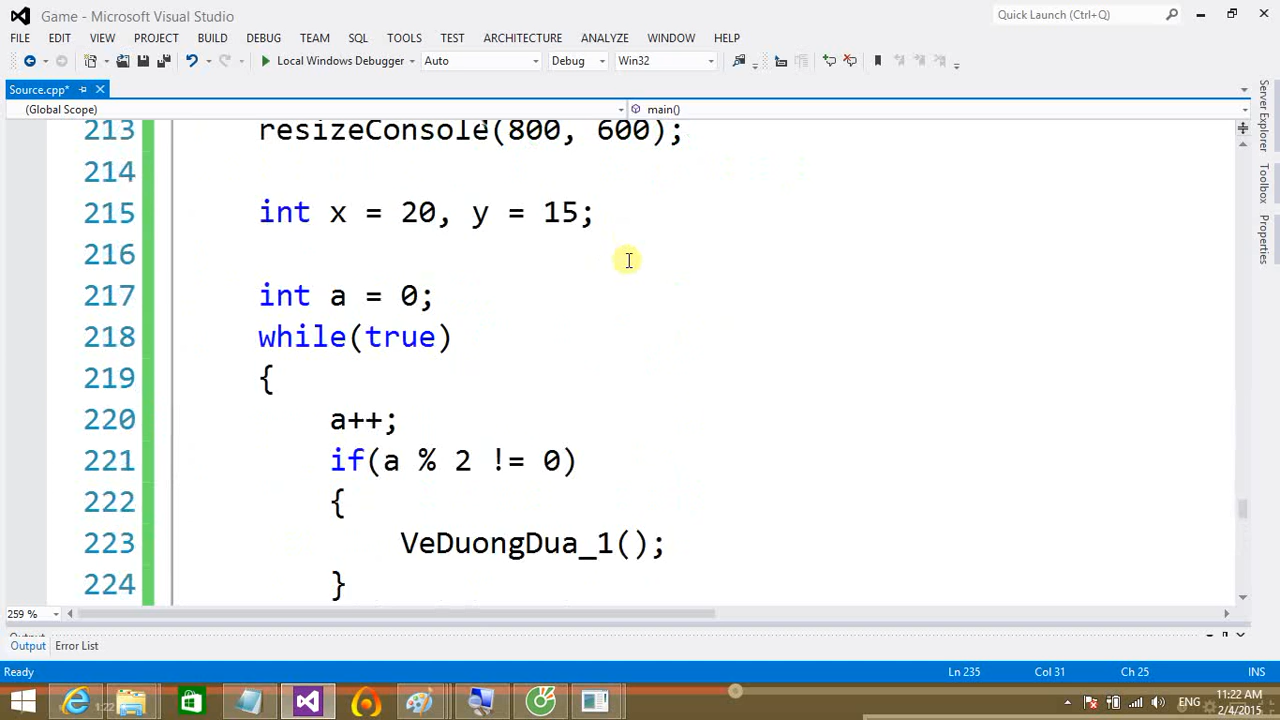 Game - Microsoft Visual Studio
Quick Launch (Ctrl+Q)
FILE EDIT VIEW PROJECT BUILD DEBUG TEAM SQL TOOLS TEST ARCHITECTURE ANALYZE WINDOW HELP
Local Windows Debugger Auto Debug Win32
Source.cpp*
(Global Scope) main()
213 resizeConsole(800, 600);
214
215 int x = 20, y = 15;
216
217 int a = 0;
218 while(true)
219 {
220 a++;
221 if(a % 2 != 0)
222 {
223 VeDuongDua_1();
224 }
259 %
Output
Output Error List
Ready Ln 235 Col 31 Ch 25 INS
Server Explorer
Toolbox
Properties
ENG
11:22 AM
2/4/2015